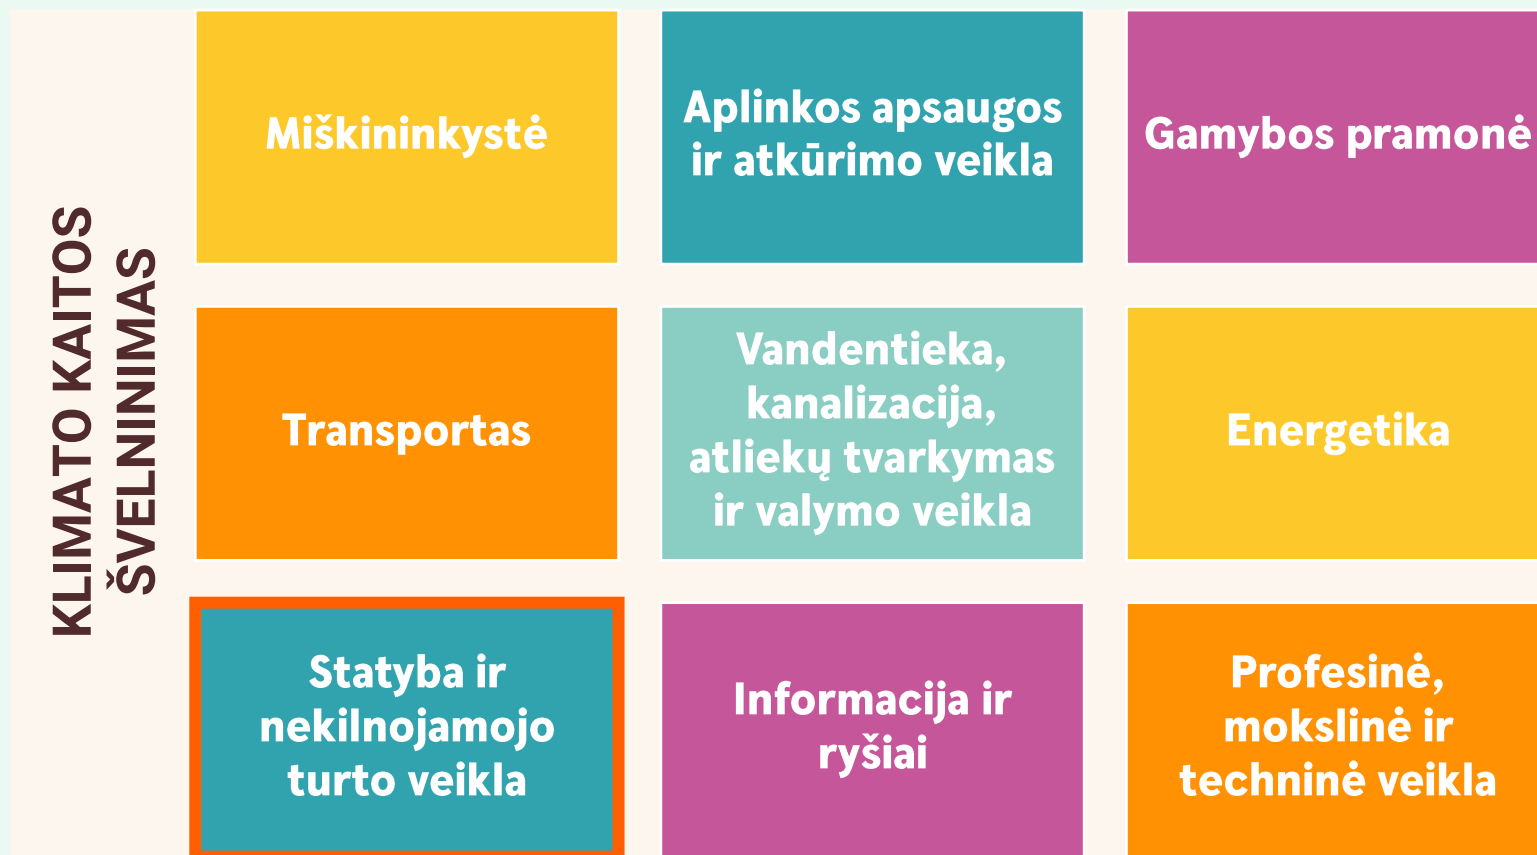 KLIMATO KAITOS
ŠVELNINIMAS
Miškininkystė
Aplinkos apsaugos
ir atkūrimo veikla
Gamybos pramonė
Transportas
Vandentieka,
kanalizacija,
atliekų tvarkymas
ir valymo veikla
Energetika
Statyba ir
nekilnojamojo
turto veikla
Informacija ir
ryšiai
Profesinė,
mokslinė ir
techninė veikla